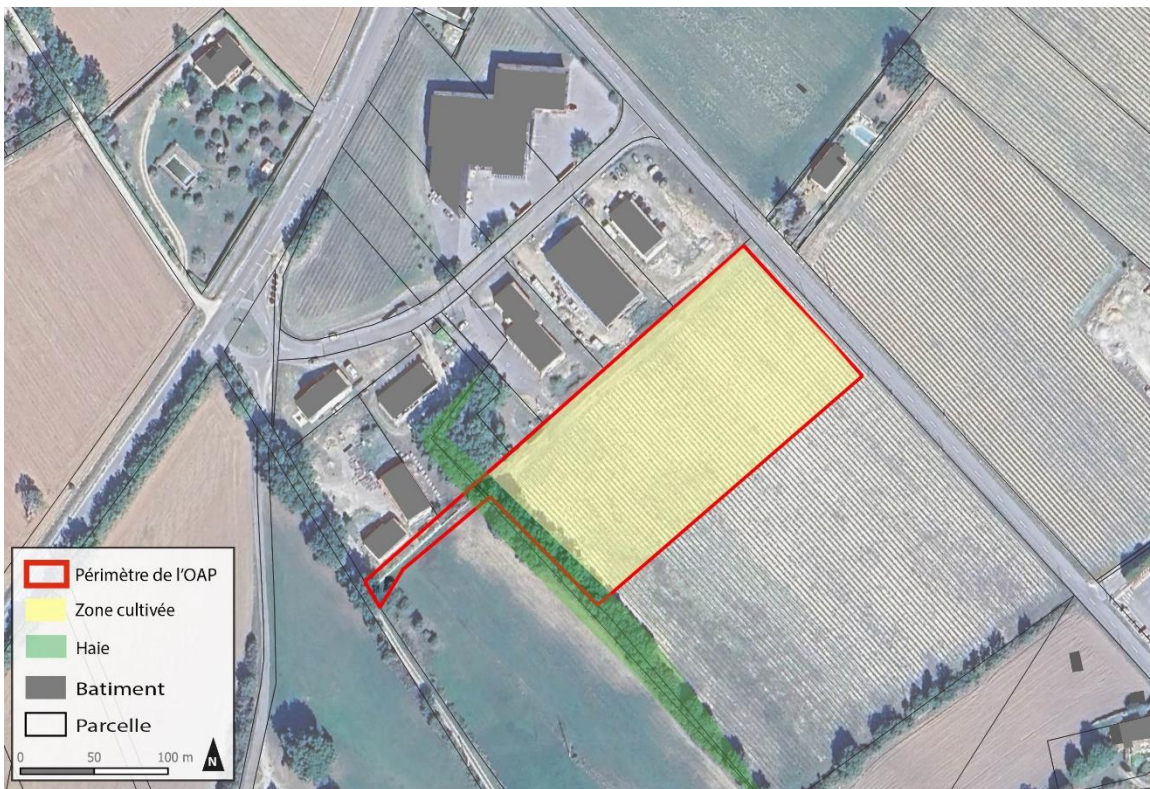 Périmètre de l'OAP
Zone cultivée
Haie
Batiment
Parcelle
0 50 100 m
N